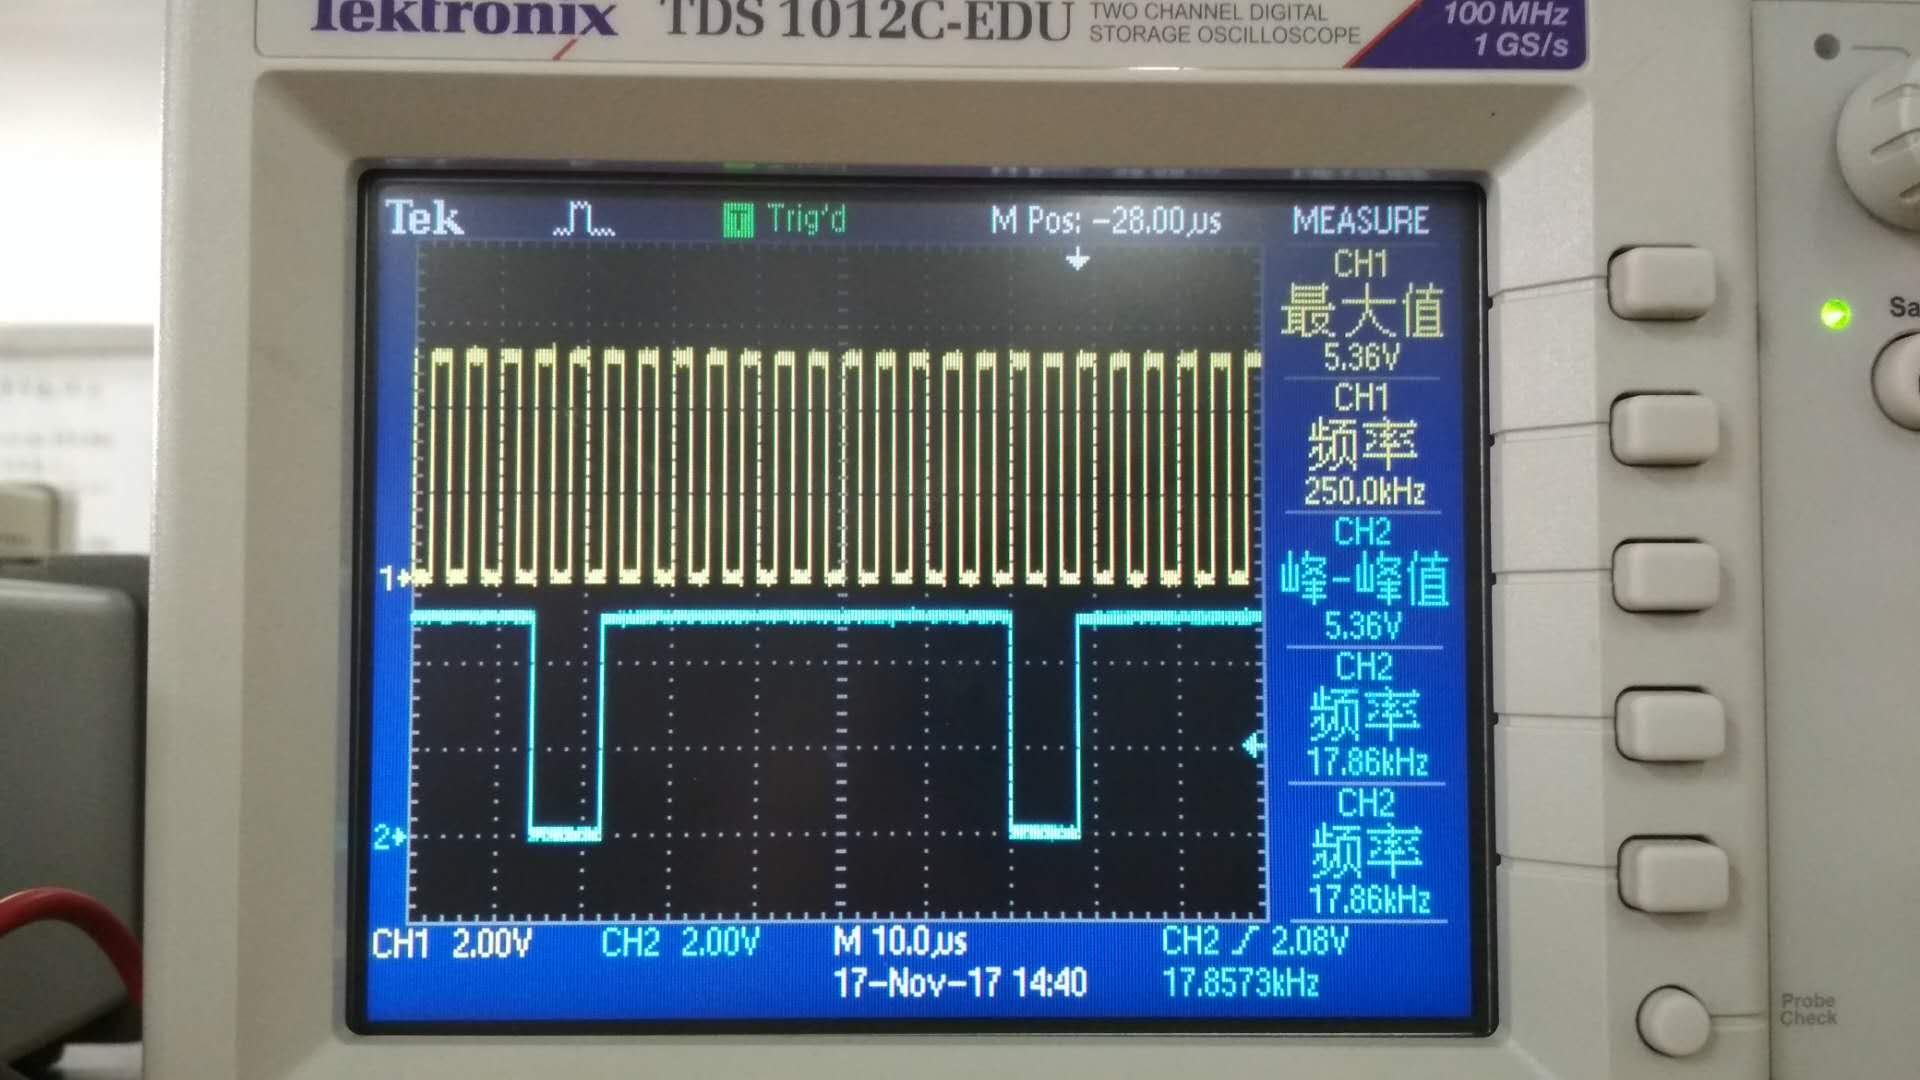 Tektronix TDS 1012C-EDU TWO CHANNEL DIGITAL
STORAGE OSCILLOSCOPE
100 MHz
1 GS/s
Tek
T Trig'd
M Pos: -28.00µs
MEASURE
CH1
最大值
5.36V
CH1
频率
250.0kHz
CH2
峰-峰值
5.36V
CH2
频率
17.86kHz
CH2
频率
17.86kHz
1
2
CH1 2.00V
CH2 2.00V
M 10.0µs
CH2 2.08V
17-Nov-17 14:40
17.8573kHz
Sa
Probe
Check